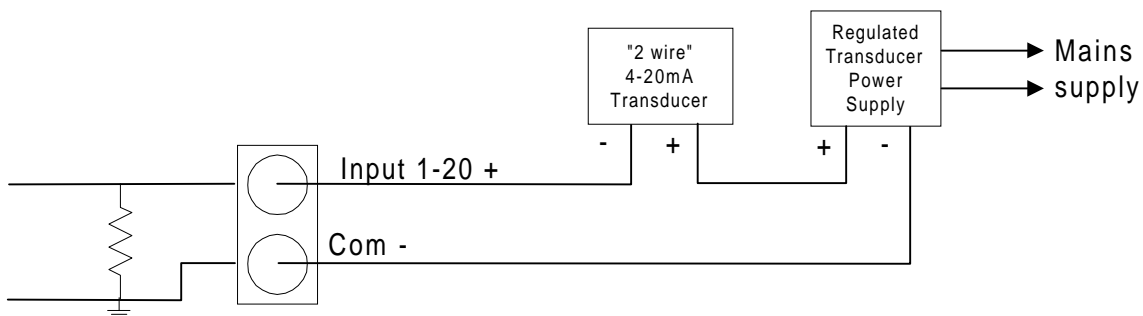 "2 wire"
4-20mA
Transducer
Regulated
Transducer
Power
Supply
Mains
supply
- +
+ -
Input 1-20 +
Com -